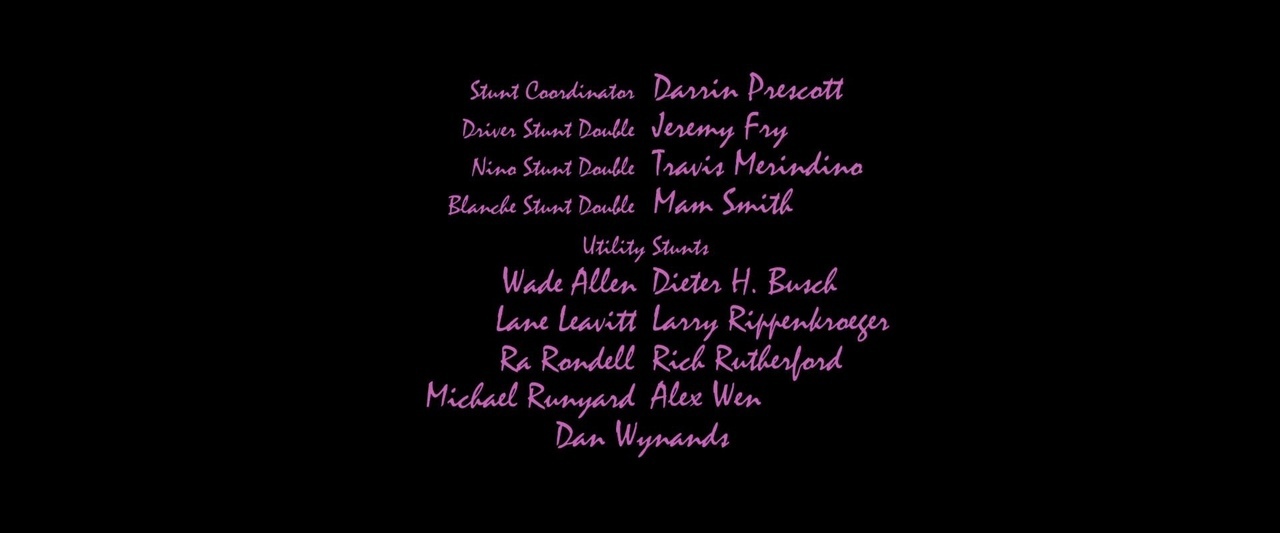 Stunt Coordinator Darrin Prescott
Driver Stunt Double Jeremy Fry
Nino Stunt Double Travis Merindino
Blanche Stunt Double Mam Smith
Utility Stunts
Wade Allen Dieter H. Busch
Lane Leavitt Larry Rippenkroeger
Ra Rondell Rich Rutherford
Michael Runyard Alex Wen
Dan Wynands